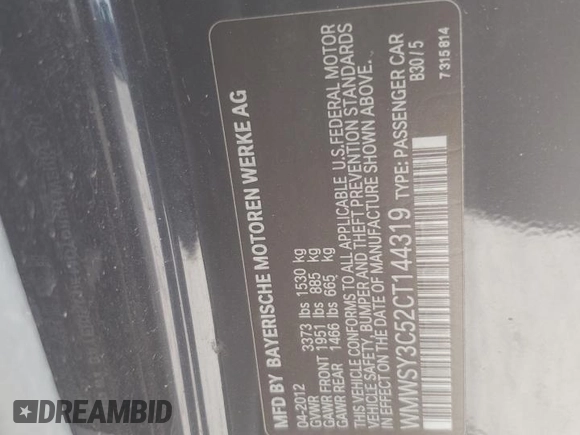 MFD BY BAYERISCHE MOTOREN WERKE AG
04-2012
GVWR 3373 lbs 1530 kg
GAWR FRONT 1951 lbs 885 kg
GAWR REAR 1466 lbs 665 kg
THIS VEHICLE CONFORMS TO ALL APPLICABLE U.S. FEDERAL MOTOR
VEHICLE SAFETY, BUMPER AND THEFT PREVENTION STANDARDS
IN EFFECT ON THE DATE OF MANUFACTURE SHOWN ABOVE.
WMWSY3C52CT144319 TYPE: PASSENGER CAR
B30 / 5
7 315 814
DREAMBID